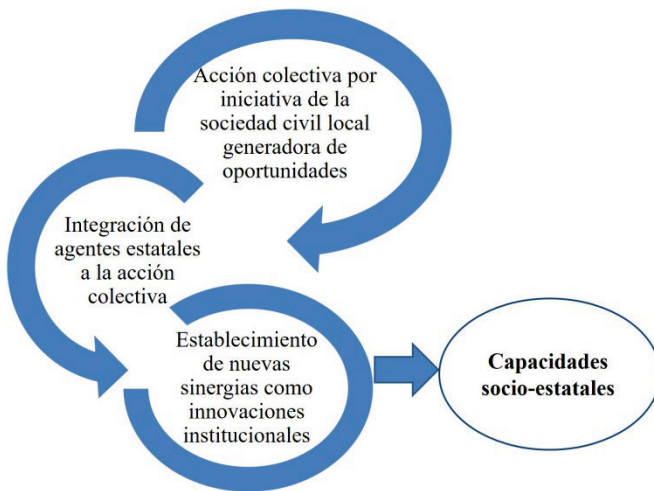 Acción colectiva por
iniciativa de la
sociedad civil local
generadora de
oportunidades
Integración de
agentes estatales
a la acción
colectiva
Establecimiento
de nuevas
sinergias como
innovaciones
institucionales
Capacidades
socio-estatales